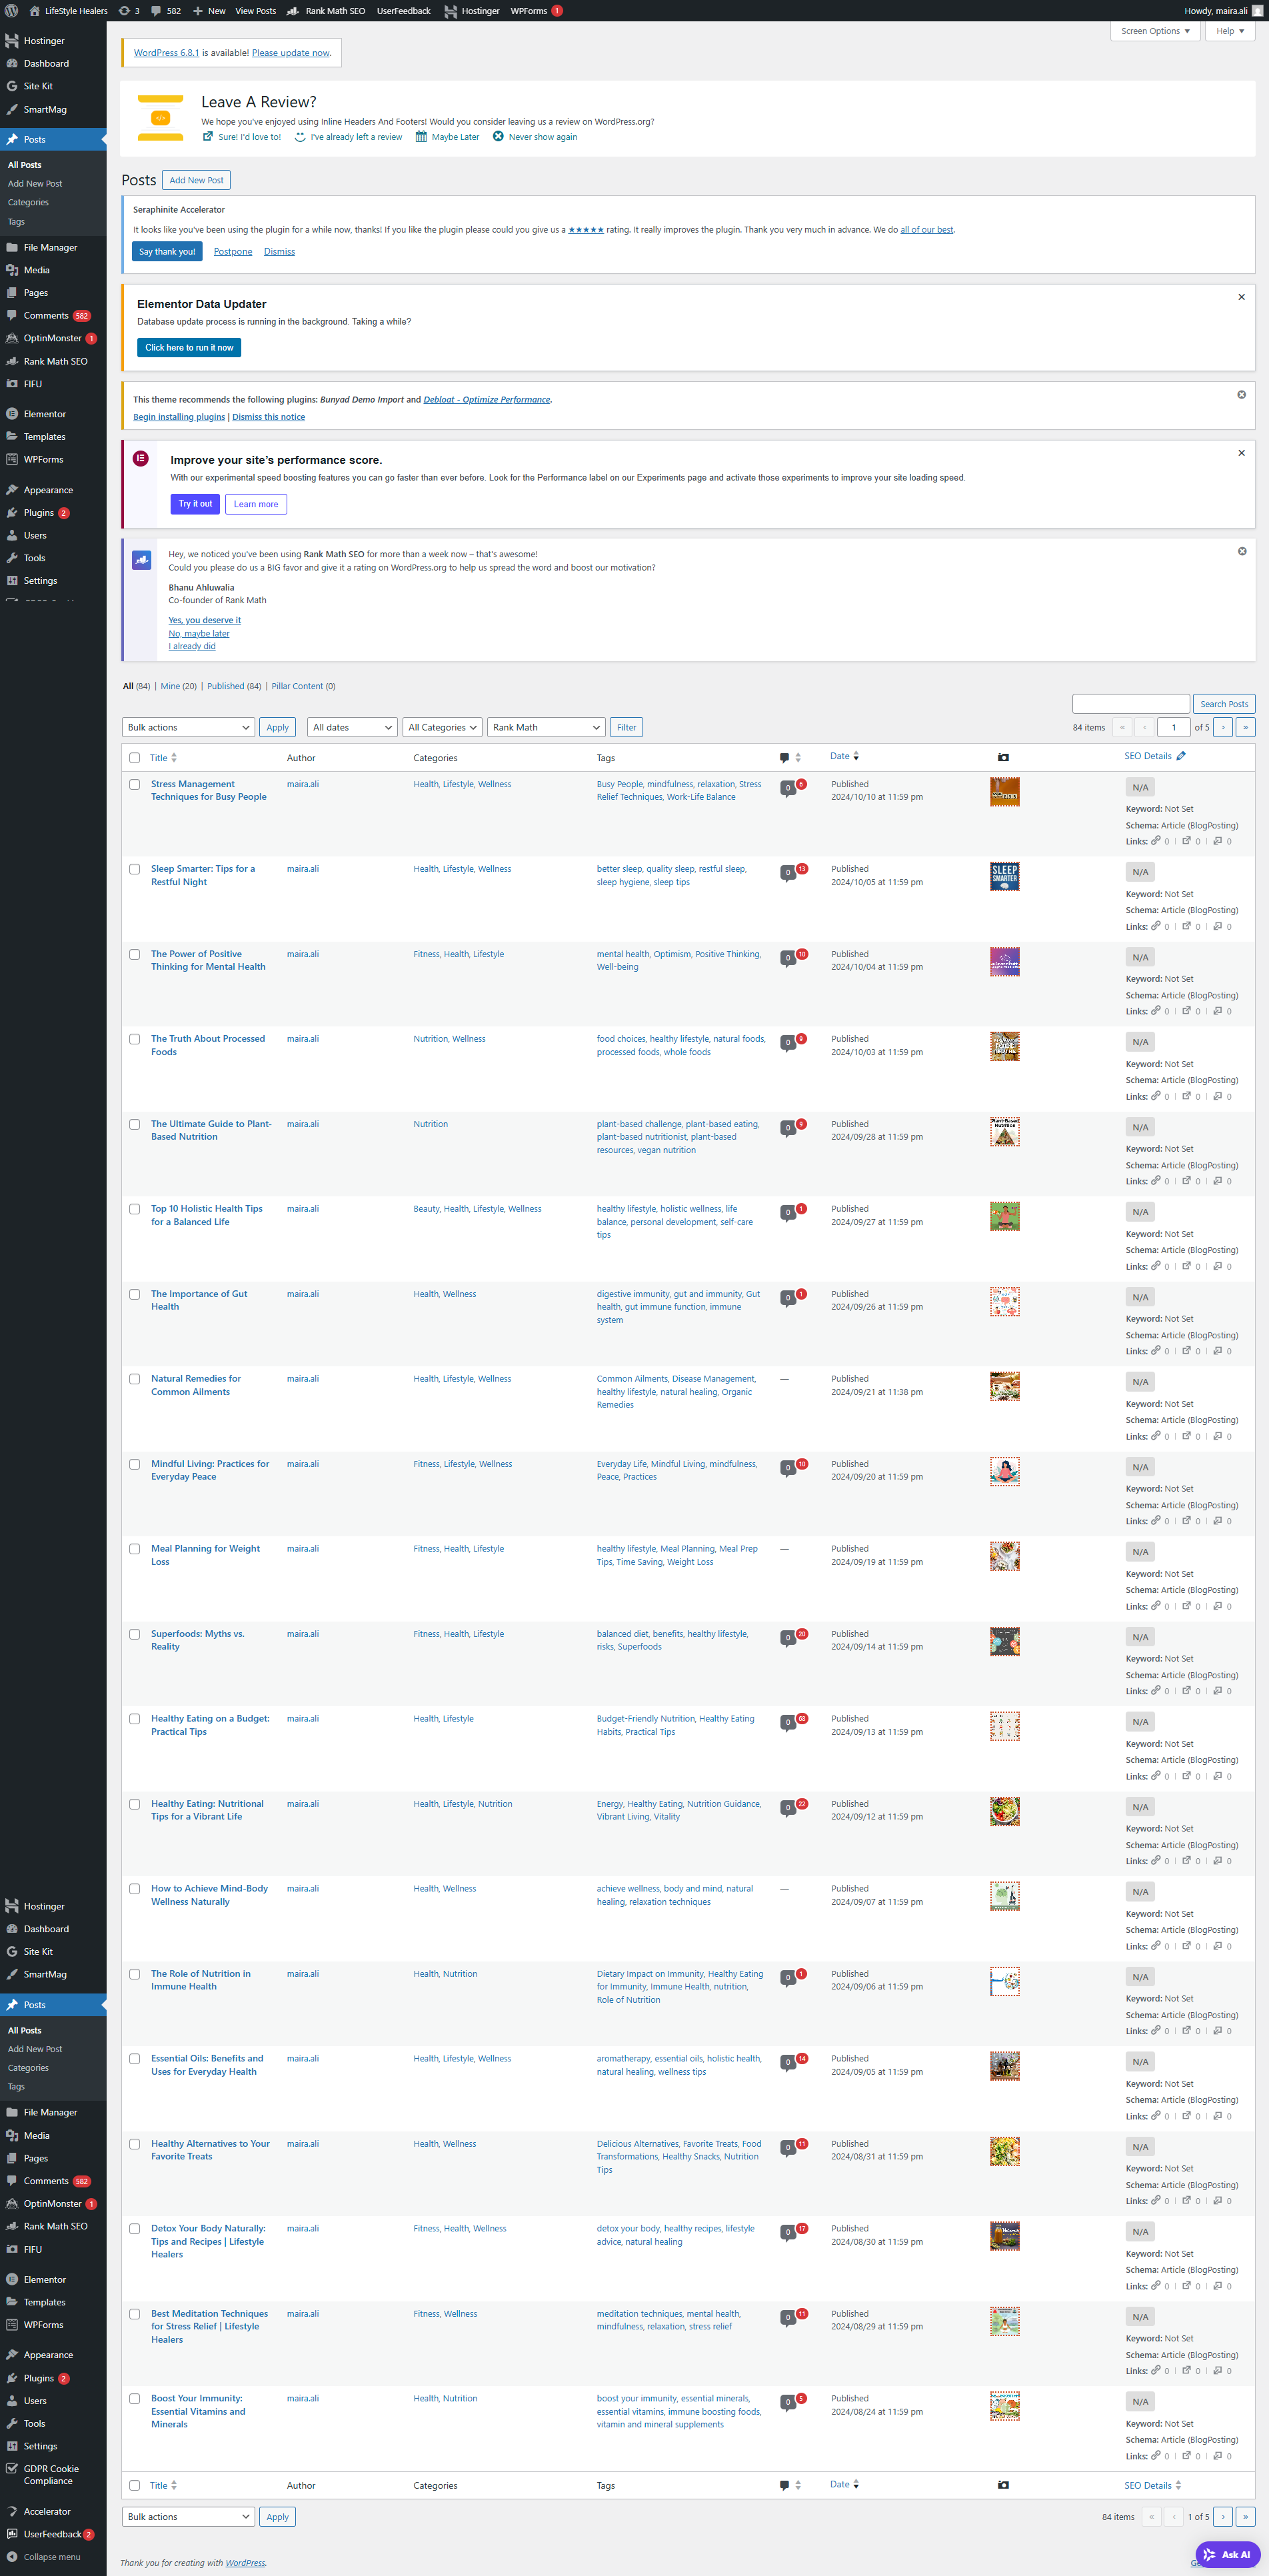 LifeStyle Healers 3 582 New View Posts Rank Math SEO UserFeedback Hostinger WPForms 1 Howdy, maira.ali
Screen Options Help
Hostinger
Dashboard
Site Kit
SmartMag
Posts
All Posts
Add New Post
Categories
Tags
File Manager
Media
Pages
Comments 582
OptinMonster 1
Rank Math SEO
FIFU
Elementor
Templates
WPForms
Appearance
Plugins 2
Users
Tools
Settings
WordPress 6.8.1 is available! Please update now.
Leave A Review?
We hope you've enjoyed using Inline Headers And Footers! Would you consider leaving us a review on WordPress.org?
Sure! I'd love to! I've already left a review Maybe Later Never show again
Posts Add New Post
Seraphinite Accelerator
It looks like you've been using the plugin for a while now, thanks! If you like the plugin please could you give us a ★★★★★ rating. It really improves the plugin. Thank you very much in advance. We do all of our best.
Say thank you! Postpone Dismiss
Elementor Data Updater
Database update process is running in the background. Taking a while?
Click here to run it now
This theme recommends the following plugins: Bunyad Demo Import and Debloat - Optimize Performance.
Begin installing plugins | Dismiss this notice
Improve your site's performance score.
With our experimental speed boosting features you can go faster than ever before. Look for the Performance label on our Experiments page and activate those experiments to improve your site loading speed.
Try it out Learn more
Hey, we noticed you've been using Rank Math SEO for more than a week now – that's awesome!
Could you please do us a BIG favor and give it a rating on WordPress.org to help us spread the word and boost our motivation?
Bhanu Ahluwalia
Co-founder of Rank Math
Yes, you deserve it
No, maybe later
I already did
All (84) | Mine (20) | Published (84) | Pillar Content (0)
Search Posts
Bulk actions Apply All dates All Categories Rank Math Filter 84 items « ‹ 1 of 5 › »
Title Author Categories Tags Date SEO Details
Stress Management maira.ali Health, Lifestyle, Wellness Busy People, mindfulness, relaxation, Stress 0 6 Published N/A
Techniques for Busy People Relief Techniques, Work-Life Balance 2024/10/10 at 11:59 pm
Keyword: Not Set
Schema: Article (BlogPosting)
Links: 0 | 0 | 0
Sleep Smarter: Tips for a maira.ali Health, Lifestyle, Wellness better sleep, quality sleep, restful sleep, 0 13 Published SLEEP SMARTER N/A
Restful Night sleep hygiene, sleep tips 2024/10/05 at 11:59 pm
Keyword: Not Set
Schema: Article (BlogPosting)
Links: 0 | 0 | 0
The Power of Positive maira.ali Fitness, Health, Lifestyle mental health, Optimism, Positive Thinking, 0 10 Published N/A
Thinking for Mental Health Well-being 2024/10/04 at 11:59 pm
Keyword: Not Set
Schema: Article (BlogPosting)
Links: 0 | 0 | 0
The Truth About Processed maira.ali Nutrition, Wellness food choices, healthy lifestyle, natural foods, 0 9 Published N/A
Foods processed foods, whole foods 2024/10/03 at 11:59 pm
Keyword: Not Set
Schema: Article (BlogPosting)
Links: 0 | 0 | 0
The Ultimate Guide to Plant- maira.ali Nutrition plant-based challenge, plant-based eating, 0 9 Published Plant-Based Nutrition N/A
Based Nutrition plant-based nutritionist, plant-based 2024/09/28 at 11:59 pm
resources, vegan nutrition Keyword: Not Set
Schema: Article (BlogPosting)
Links: 0 | 0 | 0
Top 10 Holistic Health Tips maira.ali Beauty, Health, Lifestyle, Wellness healthy lifestyle, holistic wellness, life 0 1 Published N/A
for a Balanced Life balance, personal development, self-care 2024/09/27 at 11:59 pm
tips Keyword: Not Set
Schema: Article (BlogPosting)
Links: 0 | 0 | 0
The Importance of Gut maira.ali Health, Wellness digestive immunity, gut and immunity, Gut 0 1 Published N/A
Health health, gut immune function, immune 2024/09/26 at 11:59 pm
system Keyword: Not Set
Schema: Article (BlogPosting)
Links: 0 | 0 | 0
Natural Remedies for maira.ali Health, Lifestyle, Wellness Common Ailments, Disease Management, — Published N/A
Common Ailments healthy lifestyle, natural healing, Organic 2024/09/21 at 11:38 pm
Remedies Keyword: Not Set
Schema: Article (BlogPosting)
Links: 0 | 0 | 0
Mindful Living: Practices for maira.ali Fitness, Lifestyle, Wellness Everyday Life, Mindful Living, mindfulness, 0 10 Published N/A
Everyday Peace Peace, Practices 2024/09/20 at 11:59 pm
Keyword: Not Set
Schema: Article (BlogPosting)
Links: 0 | 0 | 0
Meal Planning for Weight maira.ali Fitness, Health, Lifestyle healthy lifestyle, Meal Planning, Meal Prep — Published N/A
Loss Tips, Time Saving, Weight Loss 2024/09/19 at 11:59 pm
Keyword: Not Set
Schema: Article (BlogPosting)
Links: 0 | 0 | 0
Superfoods: Myths vs. maira.ali Fitness, Health, Lifestyle balanced diet, benefits, healthy lifestyle, 0 20 Published N/A
Reality risks, Superfoods 2024/09/14 at 11:59 pm
Keyword: Not Set
Schema: Article (BlogPosting)
Links: 0 | 0 | 0
Healthy Eating on a Budget: maira.ali Health, Lifestyle Budget-Friendly Nutrition, Healthy Eating 0 68 Published N/A
Practical Tips Habits, Practical Tips 2024/09/13 at 11:59 pm
Keyword: Not Set
Schema: Article (BlogPosting)
Links: 0 | 0 | 0
Healthy Eating: Nutritional maira.ali Health, Lifestyle, Nutrition Energy, Healthy Eating, Nutrition Guidance, 0 22 Published N/A
Tips for a Vibrant Life Vibrant Living, Vitality 2024/09/12 at 11:59 pm
Keyword: Not Set
Schema: Article (BlogPosting)
Links: 0 | 0 | 0
How to Achieve Mind-Body maira.ali Health, Wellness achieve wellness, body and mind, natural — Published N/A
Wellness Naturally healing, relaxation techniques 2024/09/07 at 11:59 pm
Keyword: Not Set
Schema: Article (BlogPosting)
Links: 0 | 0 | 0
The Role of Nutrition in maira.ali Health, Nutrition Dietary Impact on Immunity, Healthy Eating 0 1 Published N/A
Immune Health for Immunity, Immune Health, nutrition, 2024/09/06 at 11:59 pm
Role of Nutrition Keyword: Not Set
Schema: Article (BlogPosting)
Links: 0 | 0 | 0
Essential Oils: Benefits and maira.ali Health, Lifestyle, Wellness aromatherapy, essential oils, holistic health, 0 14 Published N/A
Uses for Everyday Health natural healing, wellness tips 2024/09/05 at 11:59 pm
Keyword: Not Set
Schema: Article (BlogPosting)
Links: 0 | 0 | 0
Healthy Alternatives to Your maira.ali Health, Wellness Delicious Alternatives, Favorite Treats, Food 0 11 Published N/A
Favorite Treats Transformations, Healthy Snacks, Nutrition 2024/08/31 at 11:59 pm
Tips Keyword: Not Set
Schema: Article (BlogPosting)
Links: 0 | 0 | 0
Detox Your Body Naturally: maira.ali Fitness, Health, Wellness detox your body, healthy recipes, lifestyle 0 17 Published N/A
Tips and Recipes | Lifestyle advice, natural healing 2024/08/30 at 11:59 pm
Healers Keyword: Not Set
Schema: Article (BlogPosting)
Links: 0 | 0 | 0
Best Meditation Techniques maira.ali Fitness, Wellness meditation techniques, mental health, 0 11 Published N/A
for Stress Relief | Lifestyle mindfulness, relaxation, stress relief 2024/08/29 at 11:59 pm
Healers Keyword: Not Set
Schema: Article (BlogPosting)
Links: 0 | 0 | 0
Boost Your Immunity: maira.ali Health, Nutrition boost your immunity, essential minerals, 0 5 Published N/A
Essential Vitamins and essential vitamins, immune boosting foods, 2024/08/24 at 11:59 pm
Minerals vitamin and mineral supplements Keyword: Not Set
Schema: Article (BlogPosting)
Links: 0 | 0 | 0
Title Author Categories Tags Date SEO Details
Bulk actions Apply 84 items « ‹ 1 of 5 › »
Hostinger
Dashboard
Site Kit
SmartMag
Posts
All Posts
Add New Post
Categories
Tags
File Manager
Media
Pages
Comments 582
OptinMonster 1
Rank Math SEO
FIFU
Elementor
Templates
WPForms
Appearance
Plugins 2
Users
Tools
Settings
GDPR Cookie
Compliance
Accelerator
UserFeedback 2
Collapse menu
Thank you for creating with WordPress.
Ask AI